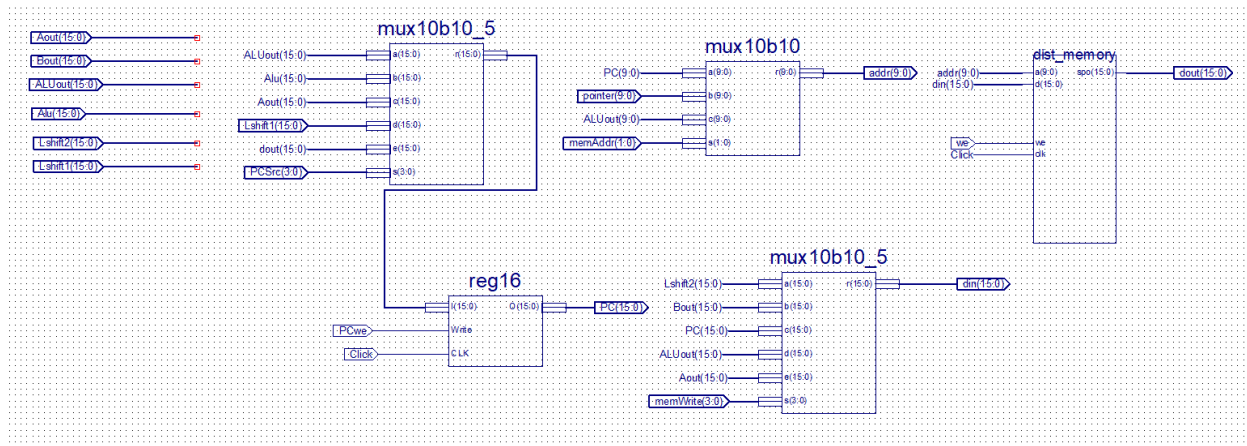 Aout(15:0)
Bout(15:0)
ALUout(15:0)
Alu(15:0)
Lshift2(15:0)
Lshift1(15:0)
mux10b10_5
ALUout(15:0)
Alu(15:0)
Aout(15:0)
Lshift1(15:0)
dout(15:0)
PCSrc(3:0)
a(15:0)
b(15:0)
c(15:0)
d(15:0)
e(15:0)
s(3:0)
r(15:0)
mux10b10
PC(9:0)
pointer(9:0)
ALUout(9:0)
memAddr(1:0)
a(9:0)
b(9:0)
c(9:0)
s(1:0)
r(9:0)
addr(9:0)
dist_memory
addr(9:0)
din(15:0)
we
Click
a(9:0)
d(15:0)
we
clk
spo(15:0)
dout(15:0)
reg16
PCwe
Click
I(15:0)
Write
CLK
O(15:0)
PC(15:0)
mux10b10_5
Lshift2(15:0)
Bout(15:0)
PC(15:0)
ALUout(15:0)
Aout(15:0)
memWrite(3:0)
a(15:0)
b(15:0)
c(15:0)
d(15:0)
e(15:0)
s(3:0)
r(15:0)
din(15:0)